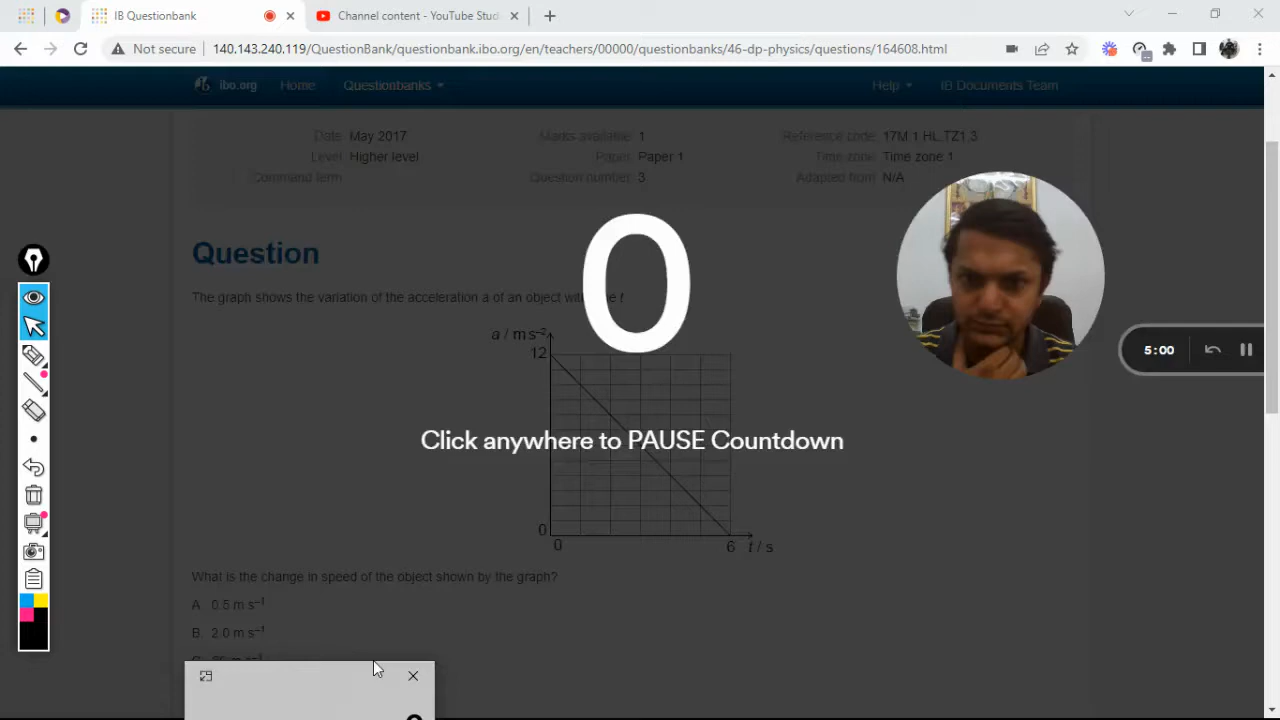 IB Questionbank
Channel content - YouTube Stud
Not secure
140.143.240.119/QuestionBank/questionbank.ibo.org/en/teachers/00000/questionbanks/46-dp-physics/questions/164608.html
ibo.org
Home
Questionbanks
Help
IB Documents Team
Date May 2017
Marks available 1
Reference code 17M.1.HL.TZ1.3
Level Higher level
Paper Paper 1
Time zone Time zone 1
Command term
Question number 3
Adapted from N/A
0
Question
The graph shows the variation of the acceleration a of an object with t
a / m s⁻²
12
5:00
Click anywhere to PAUSE Countdown
0
0
6
t / s
What is the change in speed of the object shown by the graph?
A. 0.5 m s⁻¹
B. 2.0 m s⁻¹